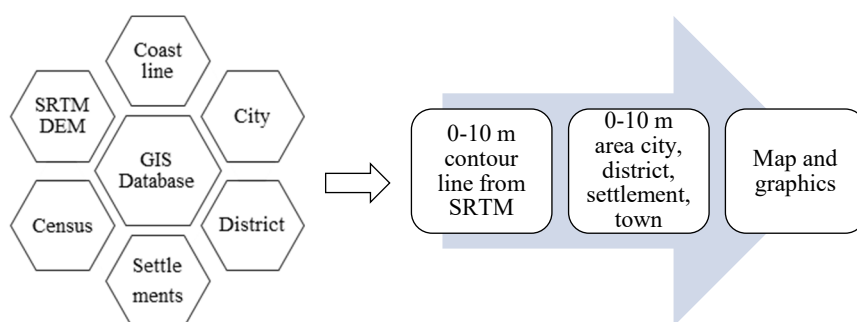 Coast
line
SRTM
DEM
City
GIS
Database
Census
District
Settle
ments
0-10 m
contour
line from
SRTM
0-10 m
area city,
district,
settlement,
town
Map and
graphics